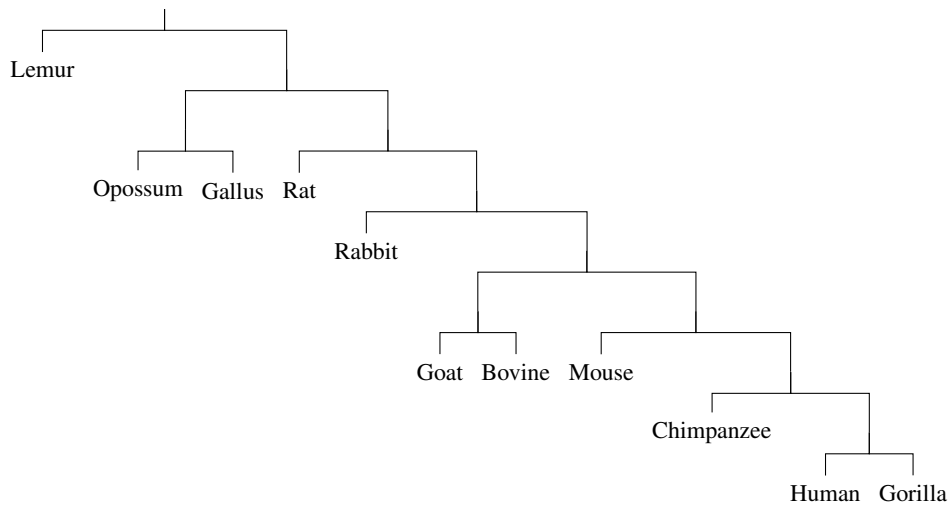 Lemur
Opossum Gallus Rat
Rabbit
Goat Bovine Mouse
Chimpanzee
Human Gorilla